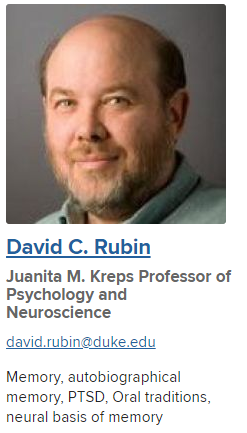 David C. Rubin
Juanita M. Kreps Professor of
Psychology and
Neuroscience
david.rubin@duke.edu
Memory, autobiographical
memory, PTSD, Oral traditions,
neural basis of memory